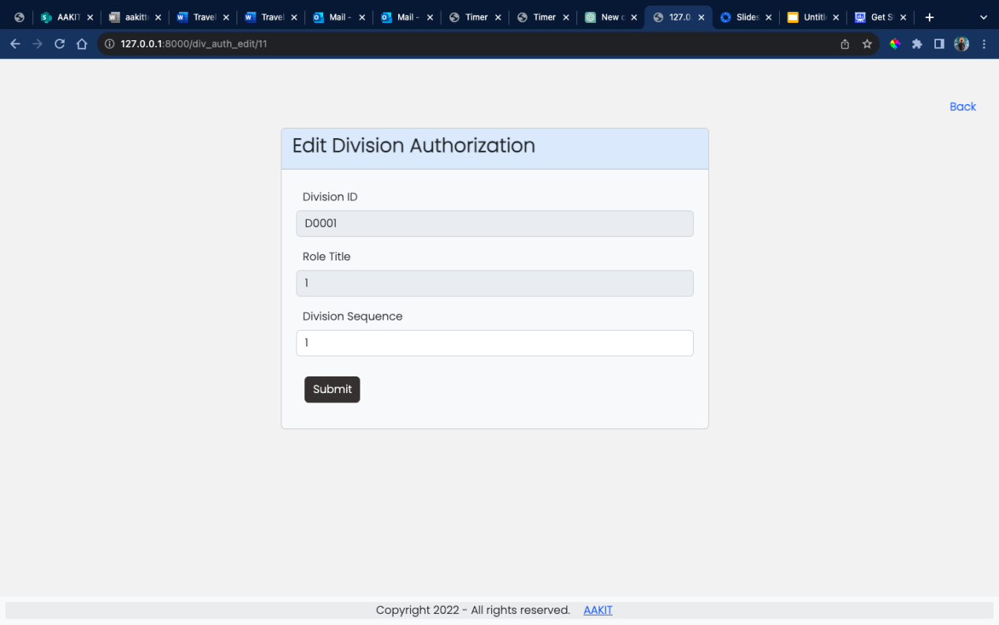 AAKIT
aakitt
Travel
Travel
Mail -
Mail -
Timer
Timer
New c
127.0.
Slides
Untitl
Get S
127.0.0.1:8000/div_auth_edit/11
Back
Edit Division Authorization
Division ID
D0001
Role Title
1
Division Sequence
1
Submit
Copyright 2022 - All rights reserved. AAKIT